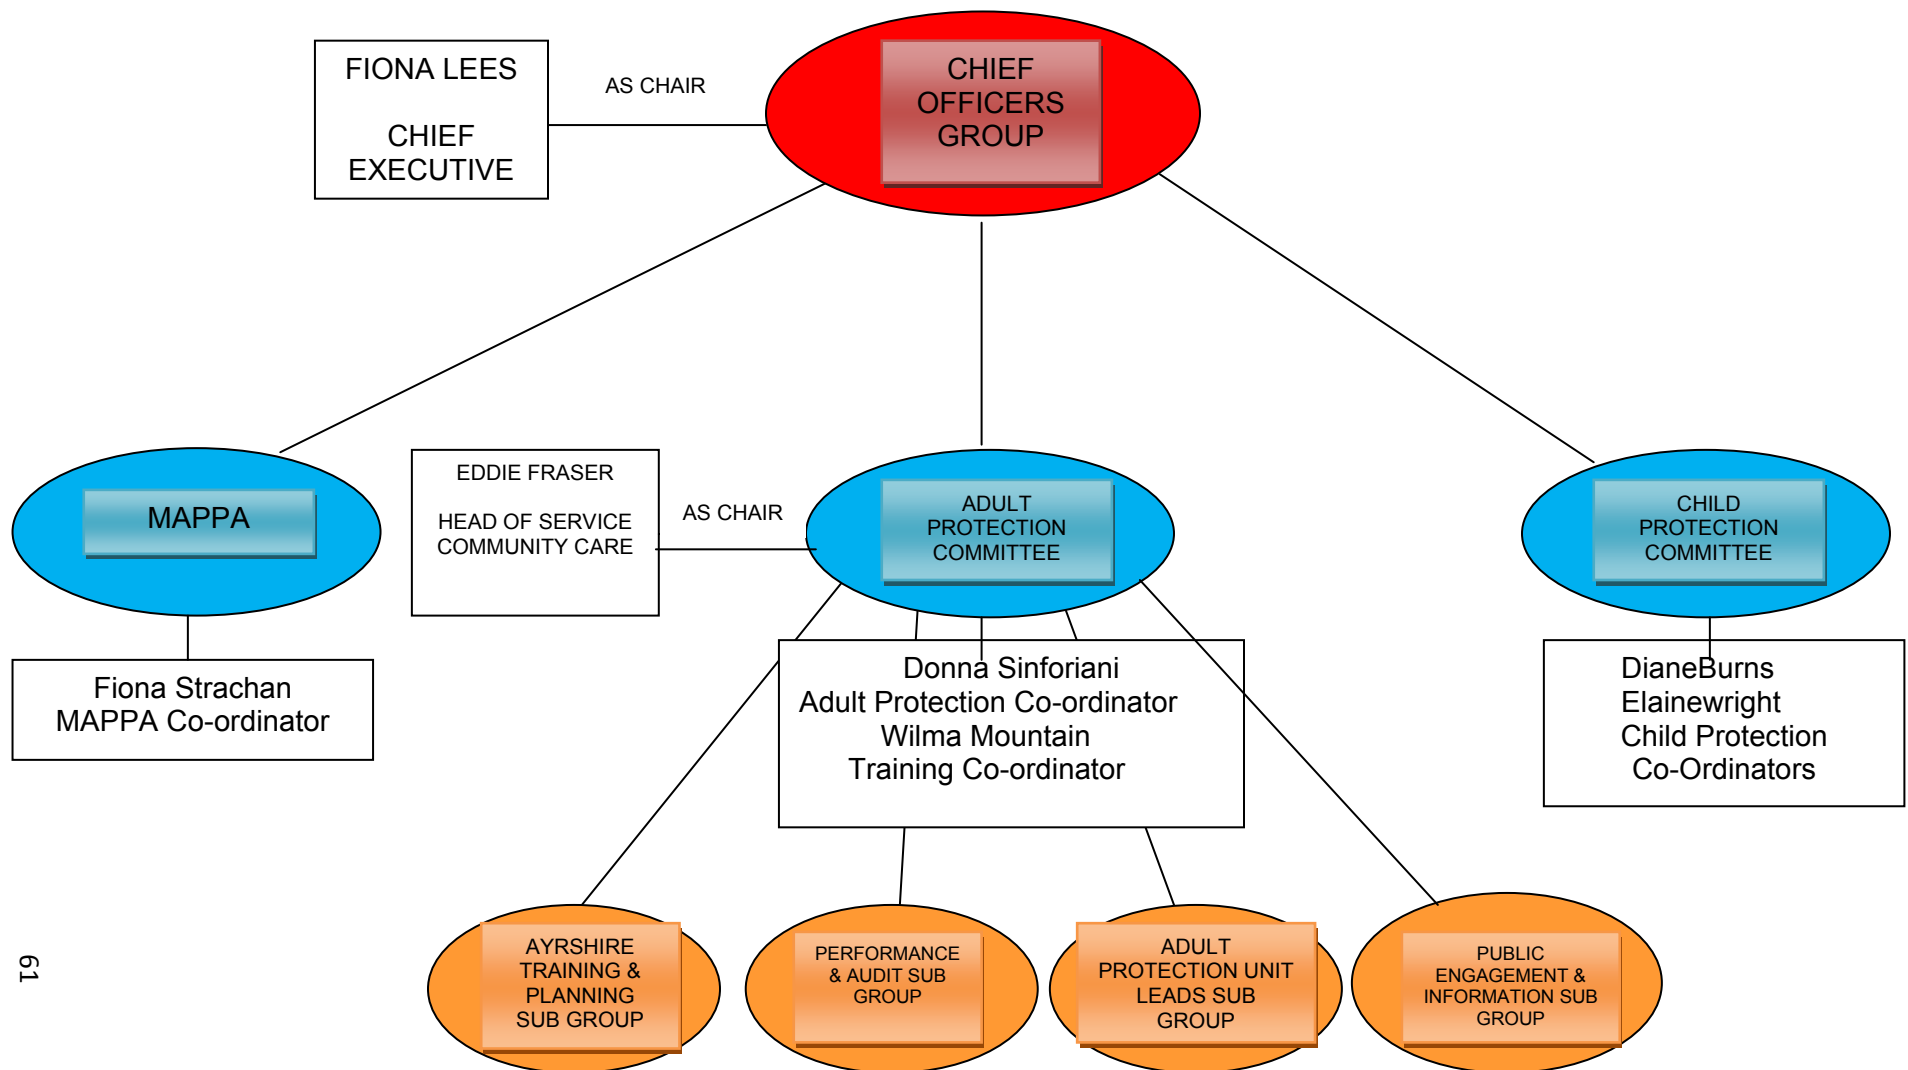 FIONA LEES
CHIEF
EXECUTIVE
AS CHAIR
CHIEF
OFFICERS
GROUP
MAPPA
EDDIE FRASER
HEAD OF SERVICE
COMMUNITY CARE
AS CHAIR
ADULT
PROTECTION
COMMITTEE
CHILD
PROTECTION
COMMITTEE
Fiona Strachan
MAPPA Co-ordinator
Donna Sinforiani
Adult Protection Co-ordinator
Wilma Mountain
Training Co-ordinator
DianeBurns
Elainewright
Child Protection
Co-Ordinators
AYRSHIRE
TRAINING &
PLANNING
SUB GROUP
PERFORMANCE
& AUDIT SUB
GROUP
ADULT
PROTECTION UNIT
LEADS SUB
GROUP
PUBLIC
ENGAGEMENT &
INFORMATION SUB
GROUP
61